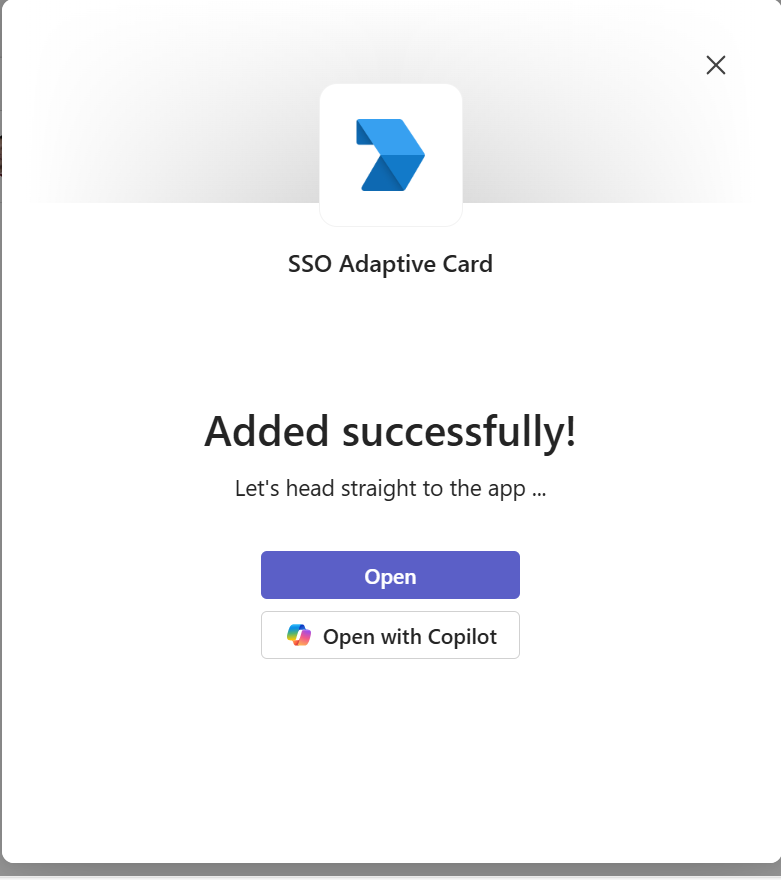 SSO Adaptive Card
Added successfully!
Let's head straight to the app ...
Open
Open with Copilot